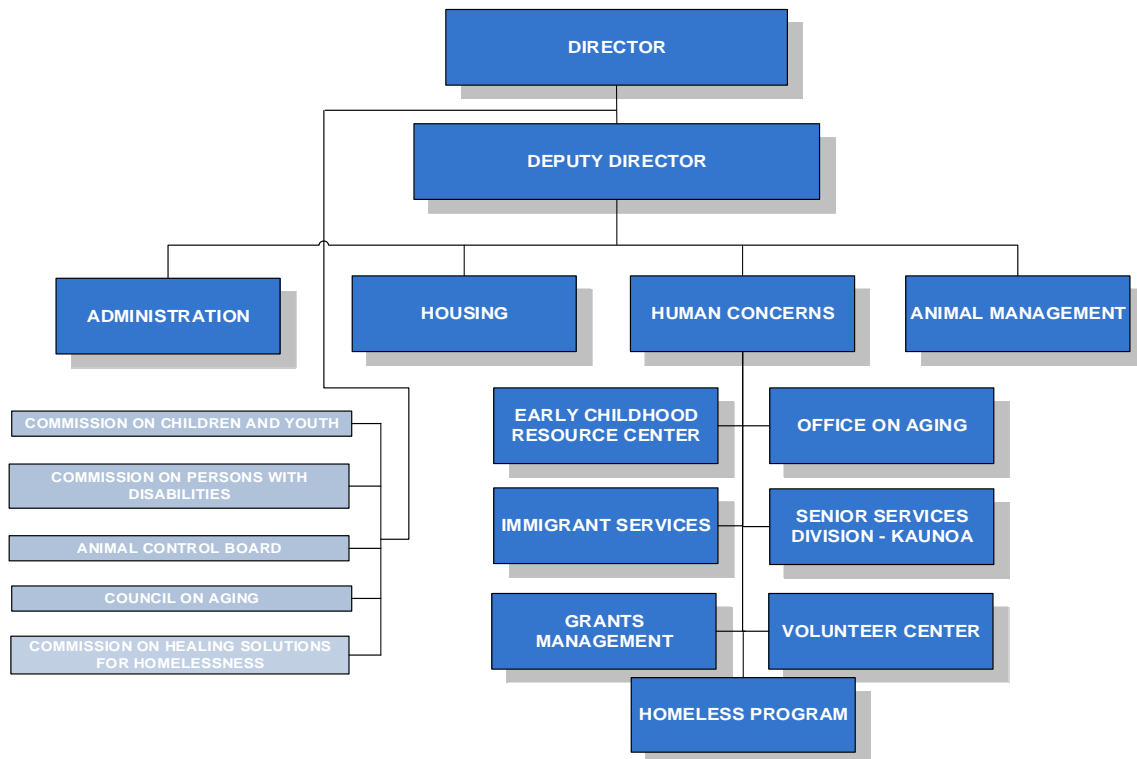 DIRECTOR
DEPUTY DIRECTOR
ADMINISTRATION
HOUSING
HUMAN CONCERNS
ANIMAL MANAGEMENT
COMMISSION ON CHILDREN AND YOUTH
COMMISSION ON PERSONS WITH
DISABILITIES
ANIMAL CONTROL BOARD
COUNCIL ON AGING
COMMISSION ON HEALING SOLUTIONS
FOR HOMELESSNESS
EARLY CHILDHOOD
RESOURCE CENTER
OFFICE ON AGING
IMMIGRANT SERVICES
SENIOR SERVICES
DIVISION - KAUNOA
GRANTS
MANAGEMENT
VOLUNTEER CENTER
HOMELESS PROGRAM